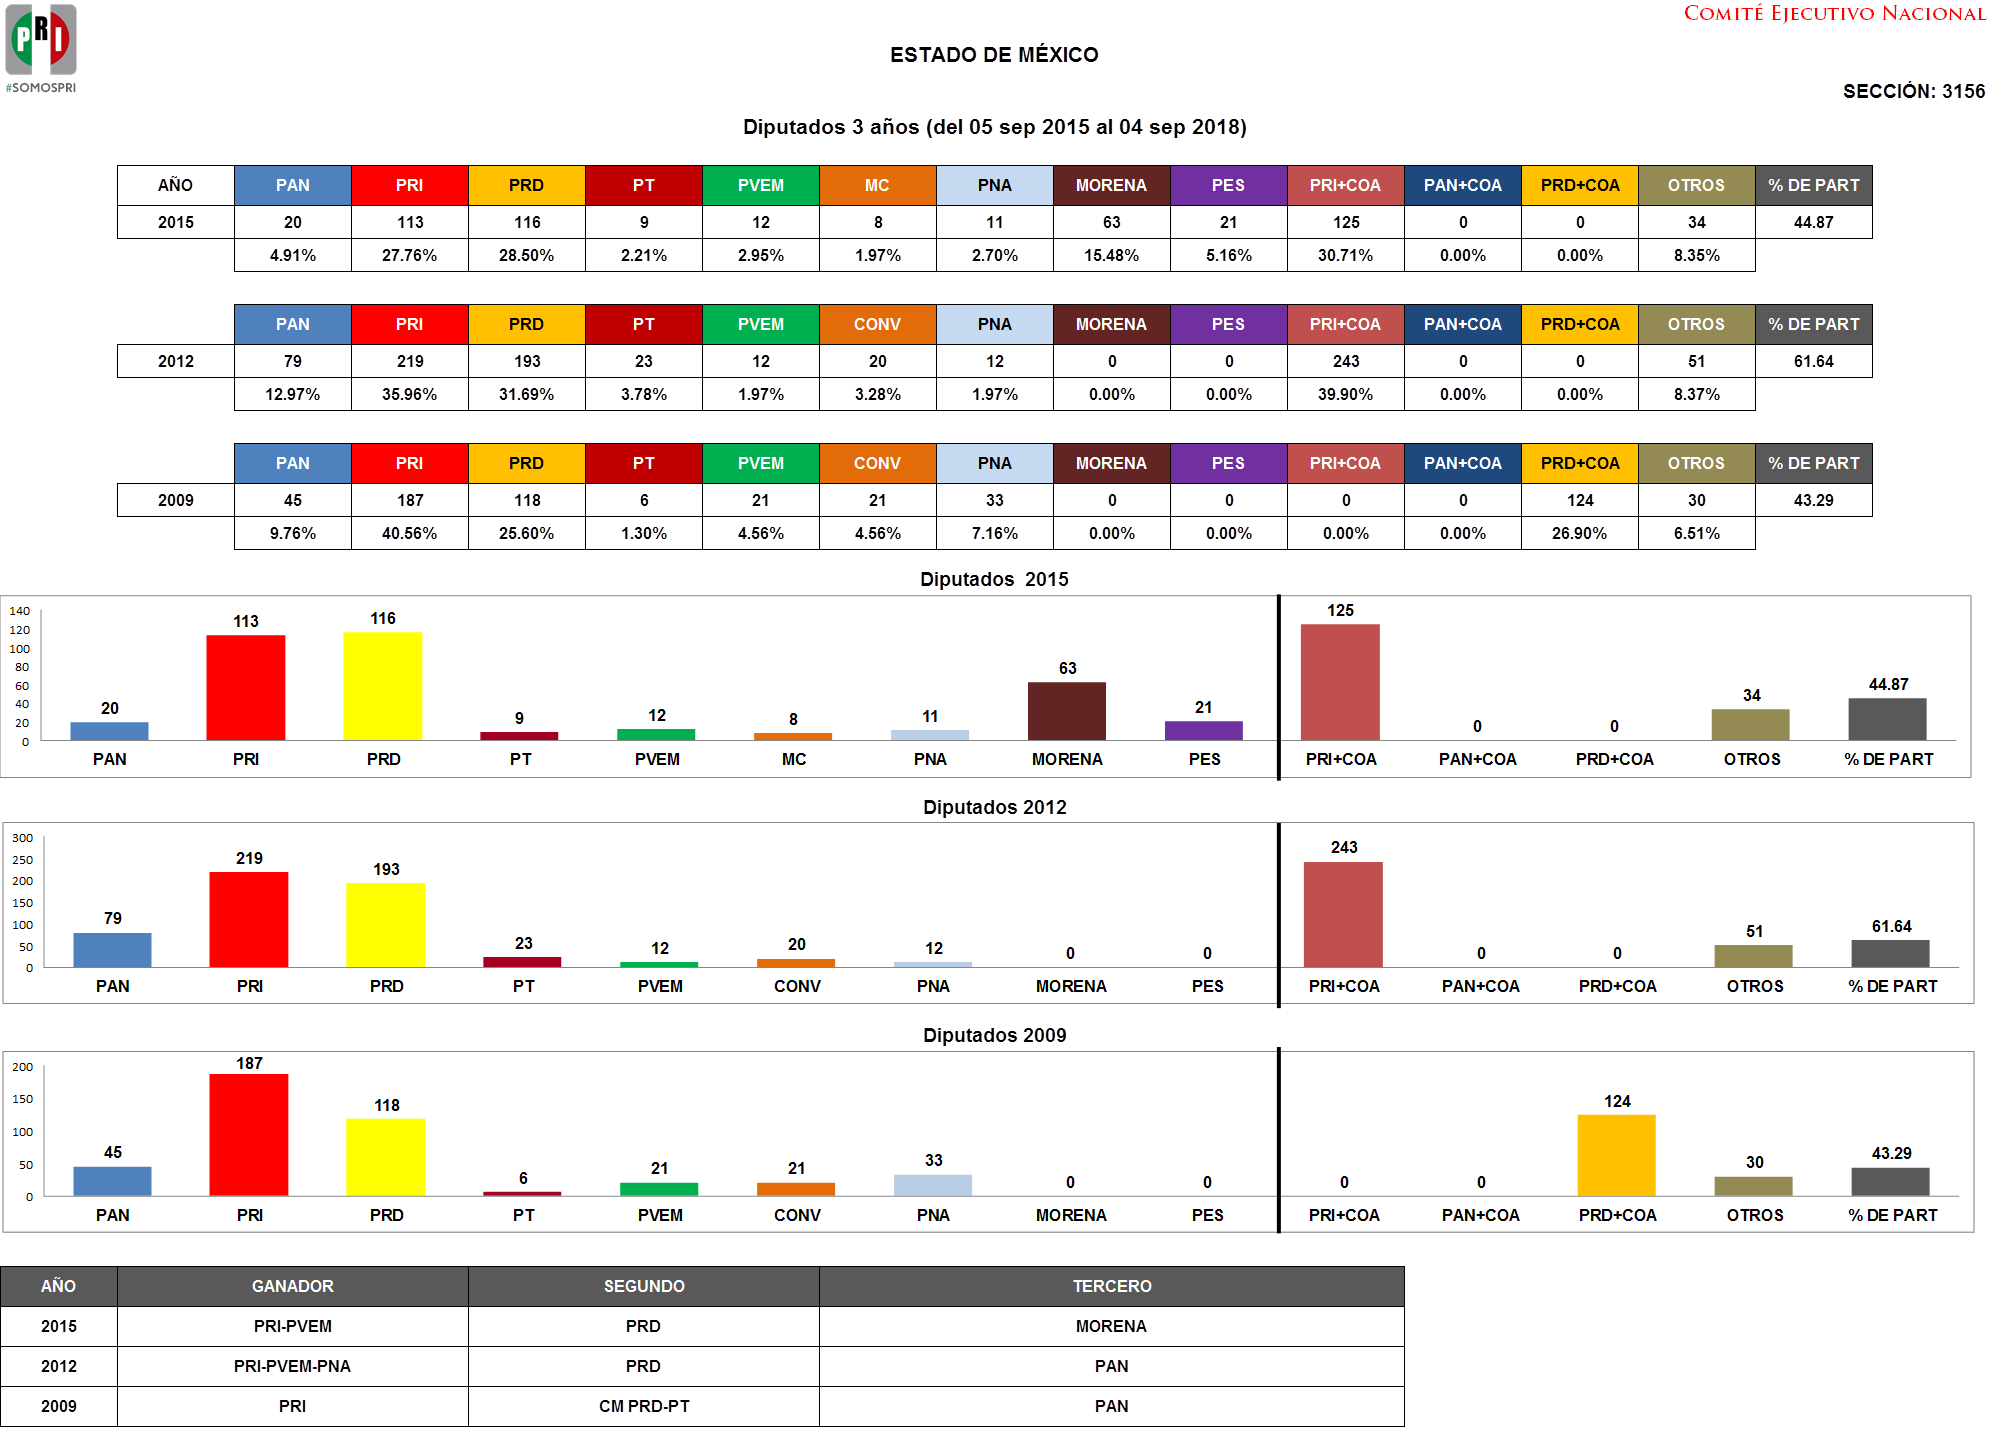 PRI
#SOMOSPRI
COMITÉ EJECUTIVO NACIONAL
ESTADO DE MÉXICO
SECCIÓN: 3156
Diputados 3 años (del 05 sep 2015 al 04 sep 2018)
AÑO PAN PRI PRD PT PVEM MC PNA MORENA PES PRI+COA PAN+COA PRD+COA OTROS % DE PART
2015 20 113 116 9 12 8 11 63 21 125 0 0 34 44.87
4.91% 27.76% 28.50% 2.21% 2.95% 1.97% 2.70% 15.48% 5.16% 30.71% 0.00% 0.00% 8.35%
PAN PRI PRD PT PVEM CONV PNA MORENA PES PRI+COA PAN+COA PRD+COA OTROS % DE PART
2012 79 219 193 23 12 20 12 0 0 243 0 0 51 61.64
12.97% 35.96% 31.69% 3.78% 1.97% 3.28% 1.97% 0.00% 0.00% 39.90% 0.00% 0.00% 8.37%
PAN PRI PRD PT PVEM CONV PNA MORENA PES PRI+COA PAN+COA PRD+COA OTROS % DE PART
2009 45 187 118 6 21 21 33 0 0 0 0 124 30 43.29
9.76% 40.56% 25.60% 1.30% 4.56% 4.56% 7.16% 0.00% 0.00% 0.00% 0.00% 26.90% 6.51%
Diputados 2015
140
120
100
80
60
40
20
0
20 113 116 9 12 8 11 63 21 125 0 0 34 44.87
PAN PRI PRD PT PVEM MC PNA MORENA PES PRI+COA PAN+COA PRD+COA OTROS % DE PART
Diputados 2012
300
250
200
150
100
50
0
79 219 193 23 12 20 12 0 0 243 0 0 51 61.64
PAN PRI PRD PT PVEM CONV PNA MORENA PES PRI+COA PAN+COA PRD+COA OTROS % DE PART
Diputados 2009
200
150
100
50
0
45 187 118 6 21 21 33 0 0 0 0 124 30 43.29
PAN PRI PRD PT PVEM CONV PNA MORENA PES PRI+COA PAN+COA PRD+COA OTROS % DE PART
AÑO GANADOR SEGUNDO TERCERO
2015 PRI-PVEM PRD MORENA
2012 PRI-PVEM-PNA PRD PAN
2009 PRI CM PRD-PT PAN